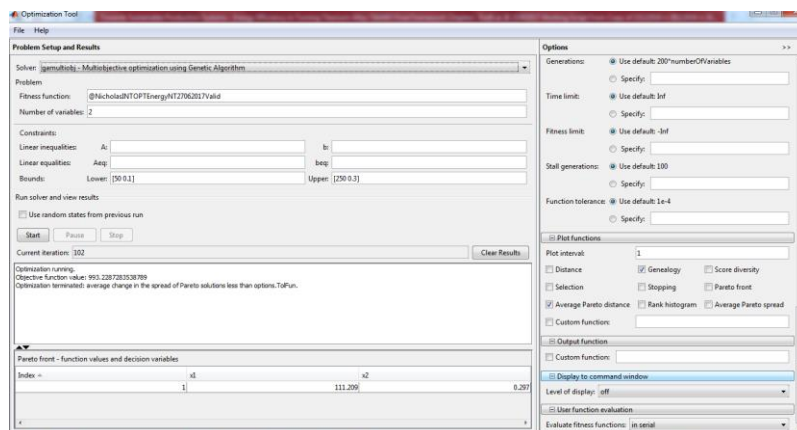 Optimization Tool
File Help
Problem Setup and Results
Solver: gamultiobj - Multiobjective optimization using Genetic Algorithm
Problem
Fitness function: @NicholadNTOPTEnergyNT27062017Valid
Number of variables: 2
Constraints:
Linear inequalities: A: b:
Linear equalities: Aeq: beq:
Bounds: Lower: [50 0.1] Upper: [250 0.3]
Run solver and view results
Use random states from previous run
Start Pause Stop
Current iteration: 102 Clear Results
Optimization running.
Objective function value: 993.2287283538789
Optimization terminated: average change in the spread of Pareto solutions less than options.TolFun.
Pareto front - function values and decision variables
Index x1 x2
1 111.209 0.297
Options >>
Generations: Use default: 200*numberOfVariables
Specify:
Time limit: Use default: Inf
Specify:
Fitness limit: Use default: -Inf
Specify:
Stall generations: Use default: 100
Specify:
Function tolerance: Use default: 1e-4
Specify:
Plot functions
Plot interval: 1
Distance Genealogy Score diversity
Selection Stopping Pareto front
Average Pareto distance Rank histogram Average Pareto spread
Custom function:
Output function
Custom function:
Display to command window
Level of display: off
User function evaluation
Evaluate fitness functions: in serial